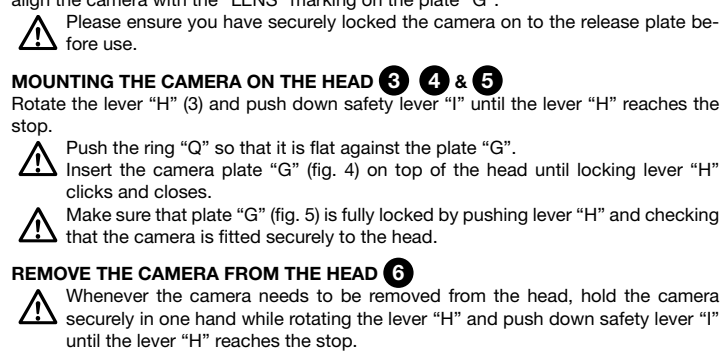 align the camera with the “LENS” marking on the plate “G”.
Please ensure you have securely locked the camera on to the release plate be-
fore use.
MOUNTING THE CAMERA ON THE HEAD 3 4 & 5
Rotate the lever “H” (3) and push down safety lever “I” until the lever “H” reaches the
stop.
Push the ring “Q” so that it is flat against the plate “G”.
Insert the camera plate “G” (fig. 4) on top of the head until locking lever “H”
clicks and closes.
Make sure that plate “G” (fig. 5) is fully locked by pushing lever “H” and checking
that the camera is fitted securely to the head.
REMOVE THE CAMERA FROM THE HEAD 6
Whenever the camera needs to be removed from the head, hold the camera
securely in one hand while rotating the lever “H” and push down safety lever “I”
until the lever “H” reaches the stop.